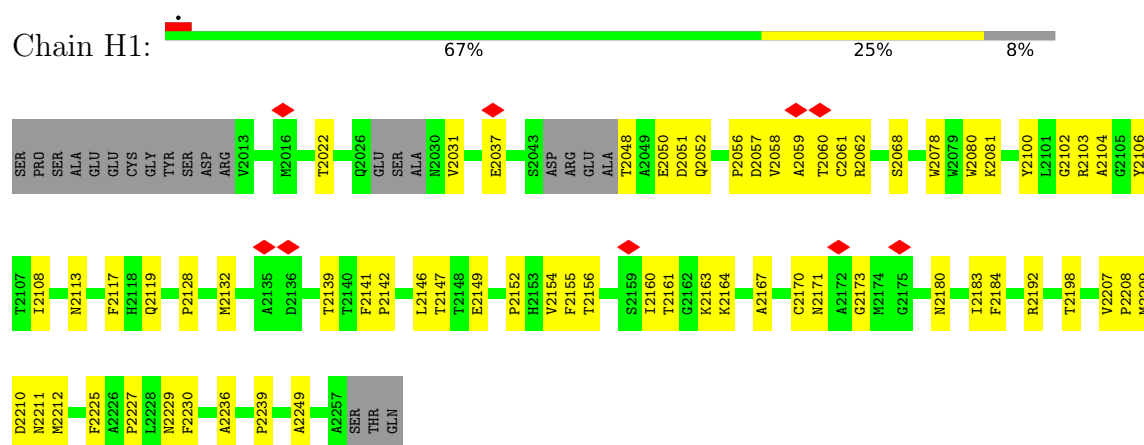 Chain H1:
67% 25% 8%
SER PRO SER ALA GLU GLU CYS GLY TYR SER ASP ARG V2013 M2016 T2022 Q2026 GLU SER ALA N2030 V2031 E2037 S2043 ASP ARG GLU ALA T2048 A2049 E2050 D2051 Q2052 P2056 D2057 V2058 A2059 T2060 C2061 R2062 S2068 W2078 W2079 W2080 K2081 Y2100 L2101 G2102 R2103 A2104 G2105 Y2106
T2107 I2108 N2113 F2117 H2118 Q2119 P2128 M2132 A2135 D2136 T2139 T2140 F2141 P2142 L2146 T2147 T2148 E2149 P2152 H2153 V2154 F2155 T2156 S2159 I2160 T2161 G2162 K2163 K2164 A2167 C2170 N2171 A2172 G2173 M2174 G2175 N2180 I2183 F2184 R2192 T2198 V2207 P2208 M2209
D2210 N2211 M2212 F2225 A2226 P2227 L2228 N2229 F2230 A2236 P2239 A2249 A2257 SER THR GLN